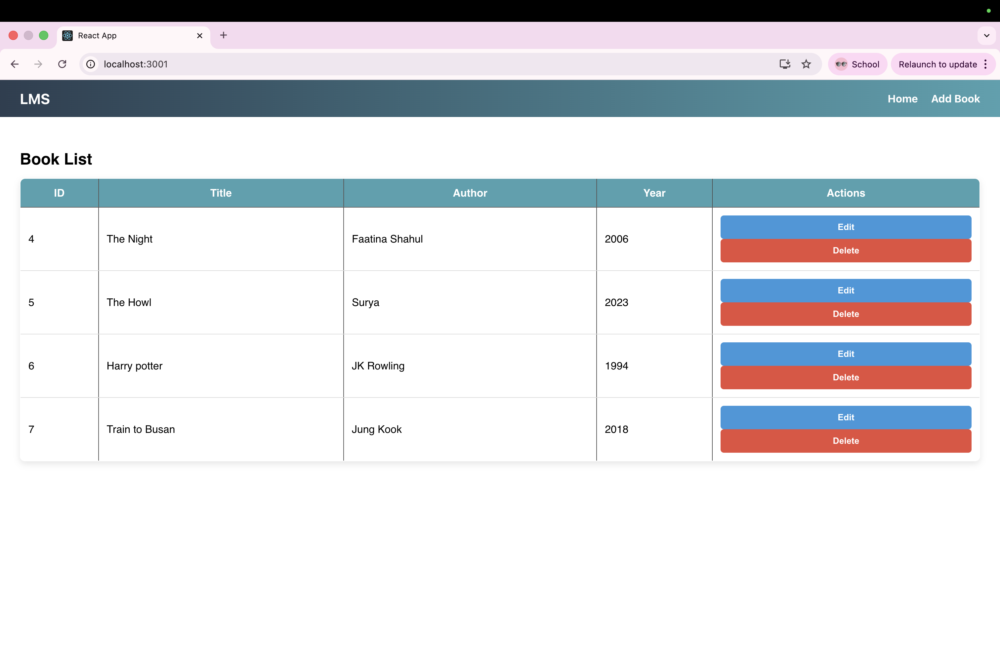 React App
localhost:3001
School
Relaunch to update
LMS
Home Add Book
Book List
ID Title Author Year Actions
4 The Night Faatina Shahul 2006 Edit
Delete
5 The Howl Surya 2023 Edit
Delete
6 Harry potter JK Rowling 1994 Edit
Delete
7 Train to Busan Jung Kook 2018 Edit
Delete